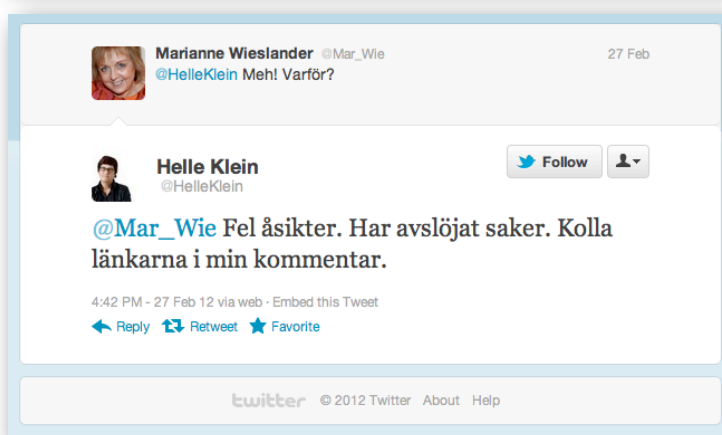 Marianne Wieslander @Mar_Wie 27 Feb
@HelleKlein Meh! Varför?
Helle Klein Follow
@HelleKlein
@Mar_Wie Fel åsikter. Har avslöjat saker. Kolla
länkarna i min kommentar.
4:42 PM - 27 Feb 12 via web · Embed this Tweet
Reply Retweet Favorite
twitter © 2012 Twitter About Help